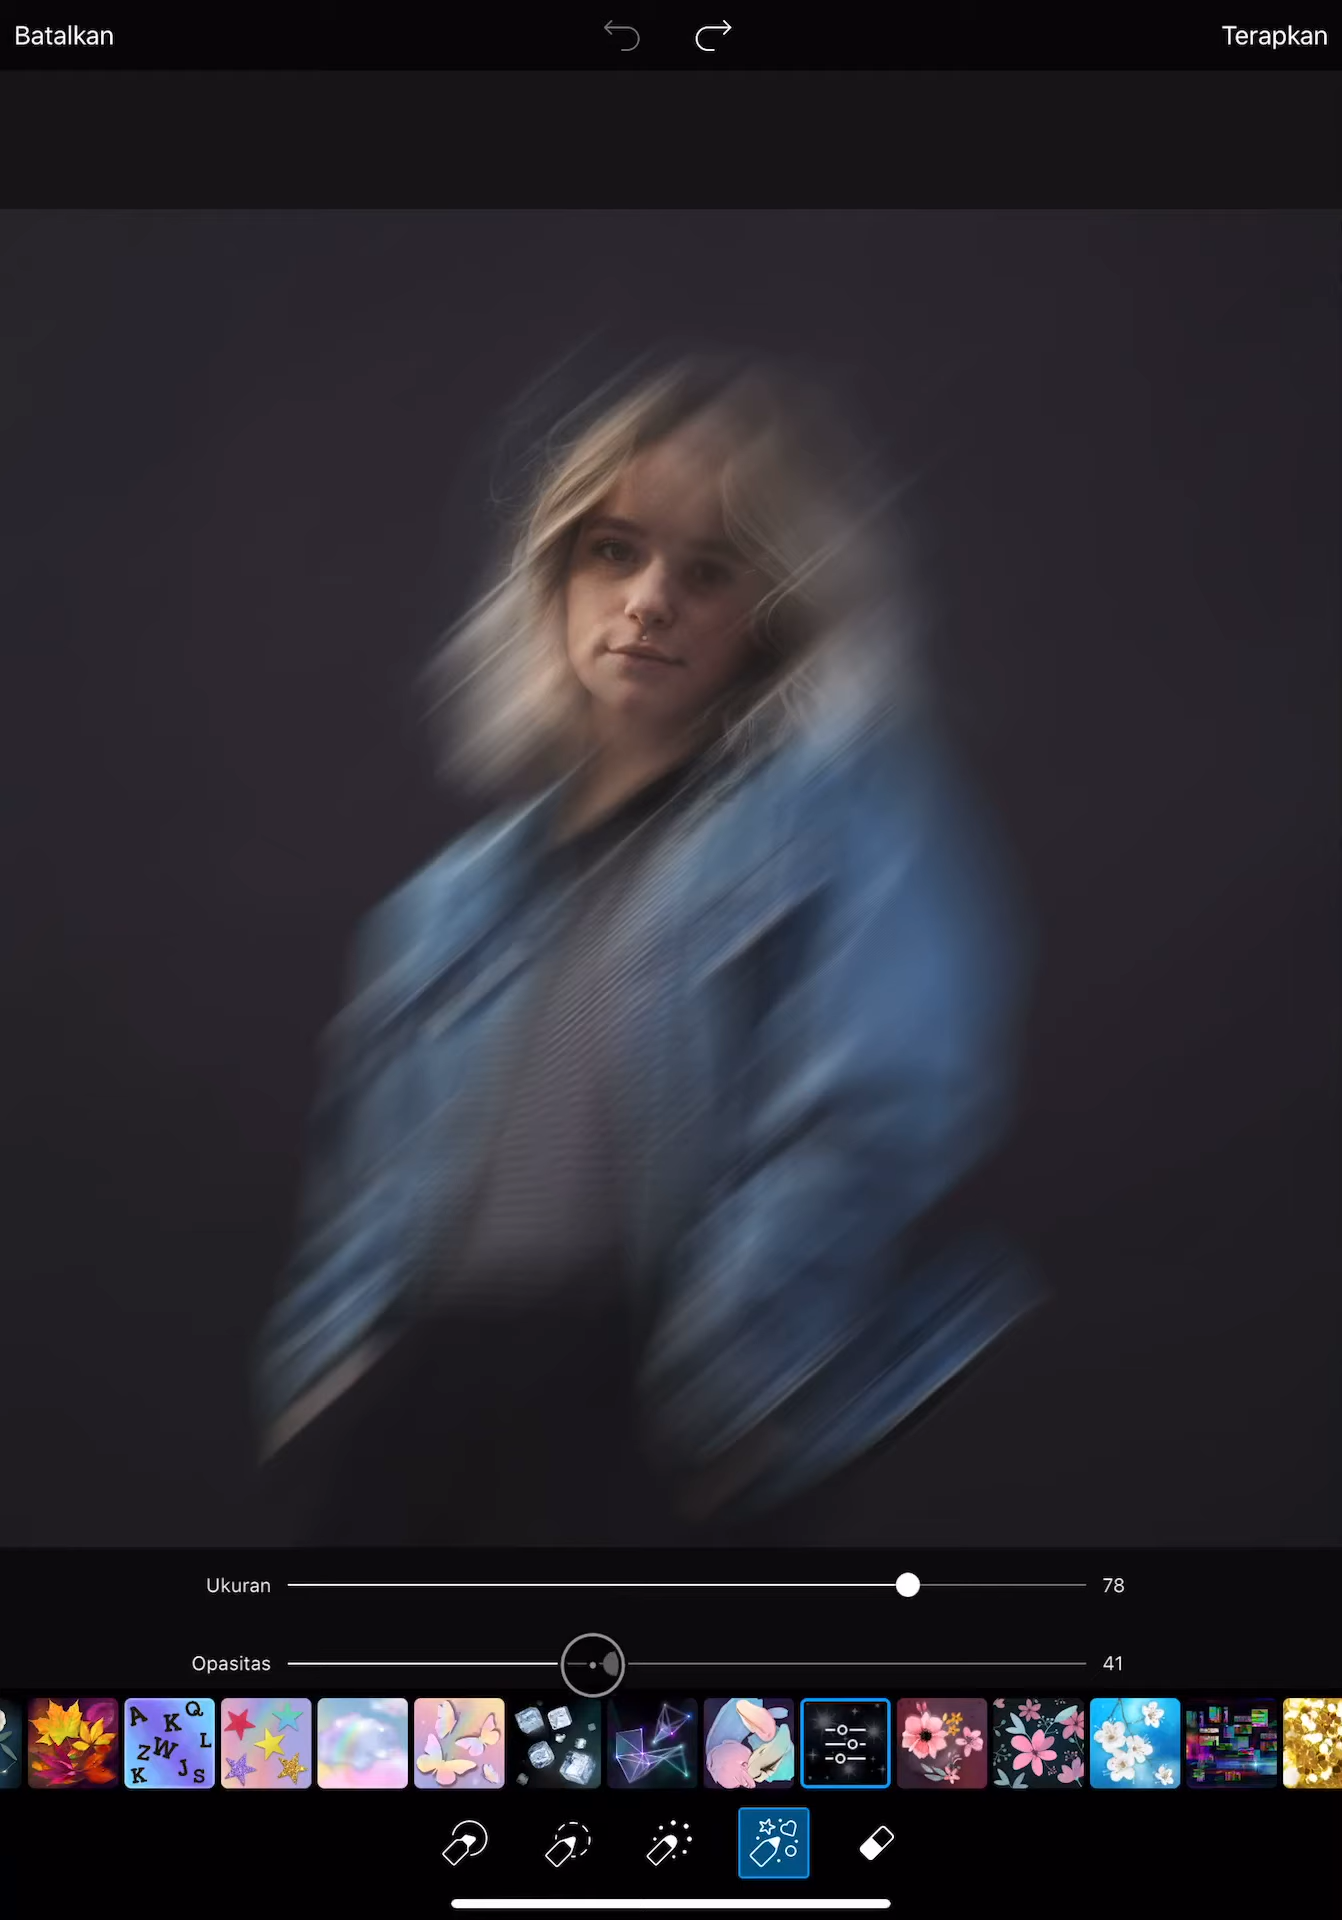 Batalkan
Terapkan
Ukuran 78
Opasitas 41
A K Q
Z W L
K J S